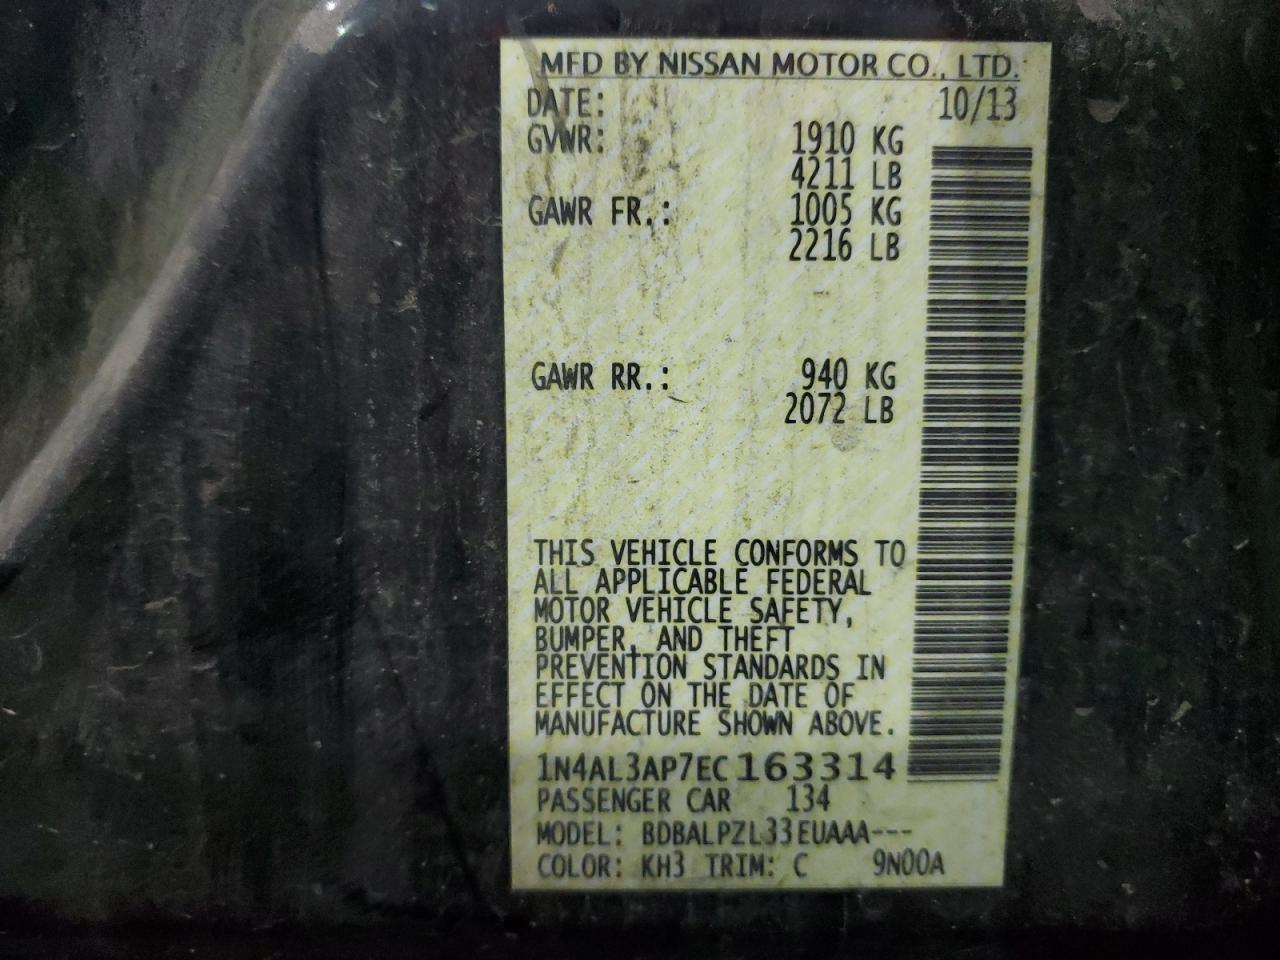 MFD BY NISSAN MOTOR CO., LTD.
DATE: 10/13
GVWR: 1910 KG
4211 LB
GAWR FR.: 1005 KG
2216 LB
GAWR RR.: 940 KG
2072 LB
THIS VEHICLE CONFORMS TO
ALL APPLICABLE FEDERAL
MOTOR VEHICLE SAFETY,
BUMPER, AND THEFT
PREVENTION STANDARDS IN
EFFECT ON THE DATE OF
MANUFACTURE SHOWN ABOVE.
1N4AL3AP7EC163314
PASSENGER CAR 134
MODEL: BDBALPZL33EUAAA---
COLOR: KH3 TRIM: C 9N00A